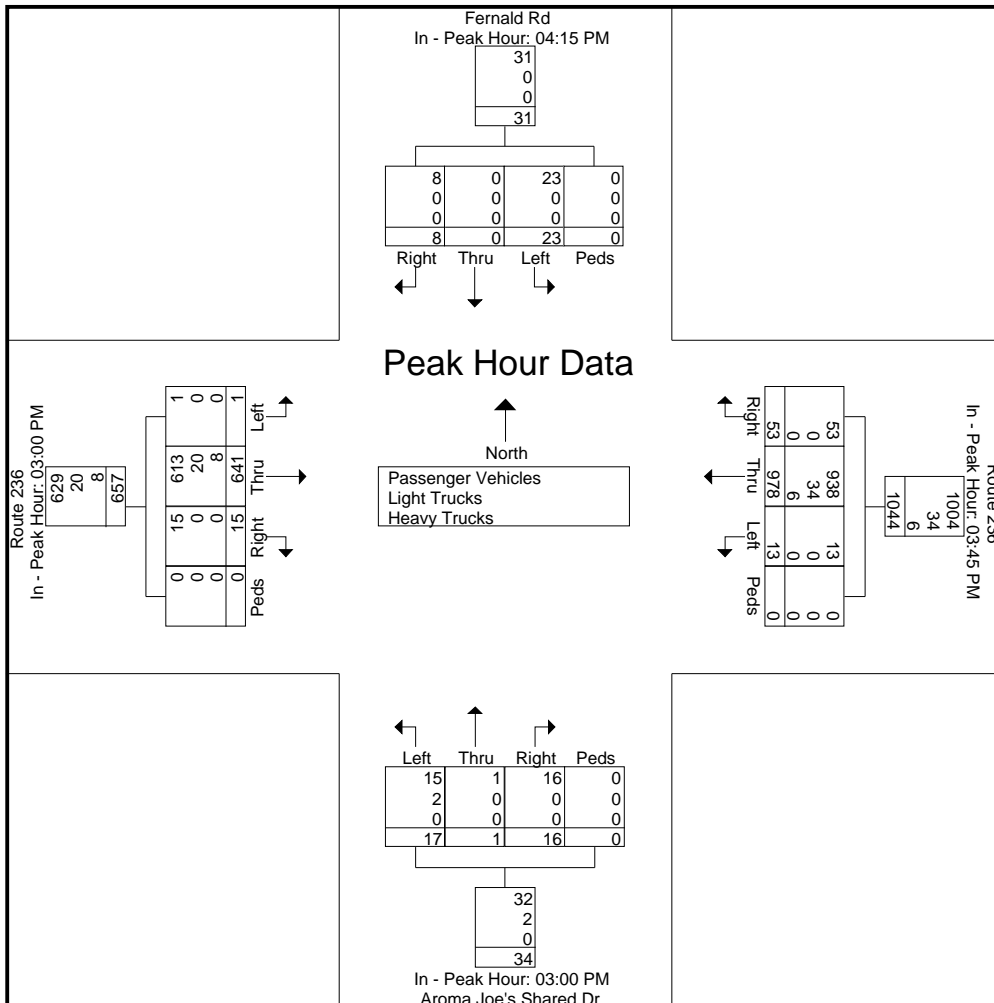 Fernald Rd
In - Peak Hour: 04:15 PM
31
0
0
31
8 0 23 0
0 0 0 0
0 0 0 0
8 0 23 0
Right Thru Left Peds
Peak Hour Data
North
Passenger Vehicles
Light Trucks
Heavy Trucks
Route 236
In - Peak Hour: 03:00 PM
629
20
8
657
1 0 0 1
Left
613 20 8 641
Thru
15 0 0 15
Right
0 0 0 0
Peds
Route 236
In - Peak Hour: 03:45 PM
1004
34
6
1044
Right
53 0 0 53
Thru
938 34 6 978
Left
13 0 0 13
Peds
0 0 0 0
Left Thru Right Peds
15 1 16 0
2 0 0 0
0 0 0 0
17 1 16 0
32
2
0
34
In - Peak Hour: 03:00 PM
Aroma Joe's Shared Dr